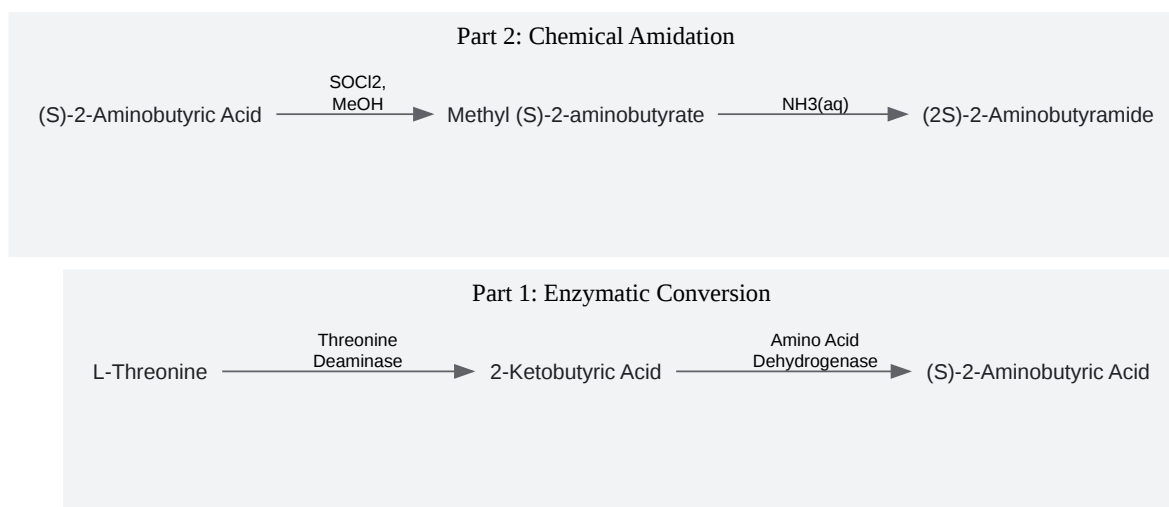 Part 2: Chemical Amidation
SOCl2,
MeOH
NH3(aq)
(S)-2-Aminobutyric Acid
Methyl (S)-2-aminobutyrate
(2S)-2-Aminobutyramide
Part 1: Enzymatic Conversion
Threonine
Deaminase
Amino Acid
Dehydrogenase
L-Threonine
2-Ketobutyric Acid
(S)-2-Aminobutyric Acid